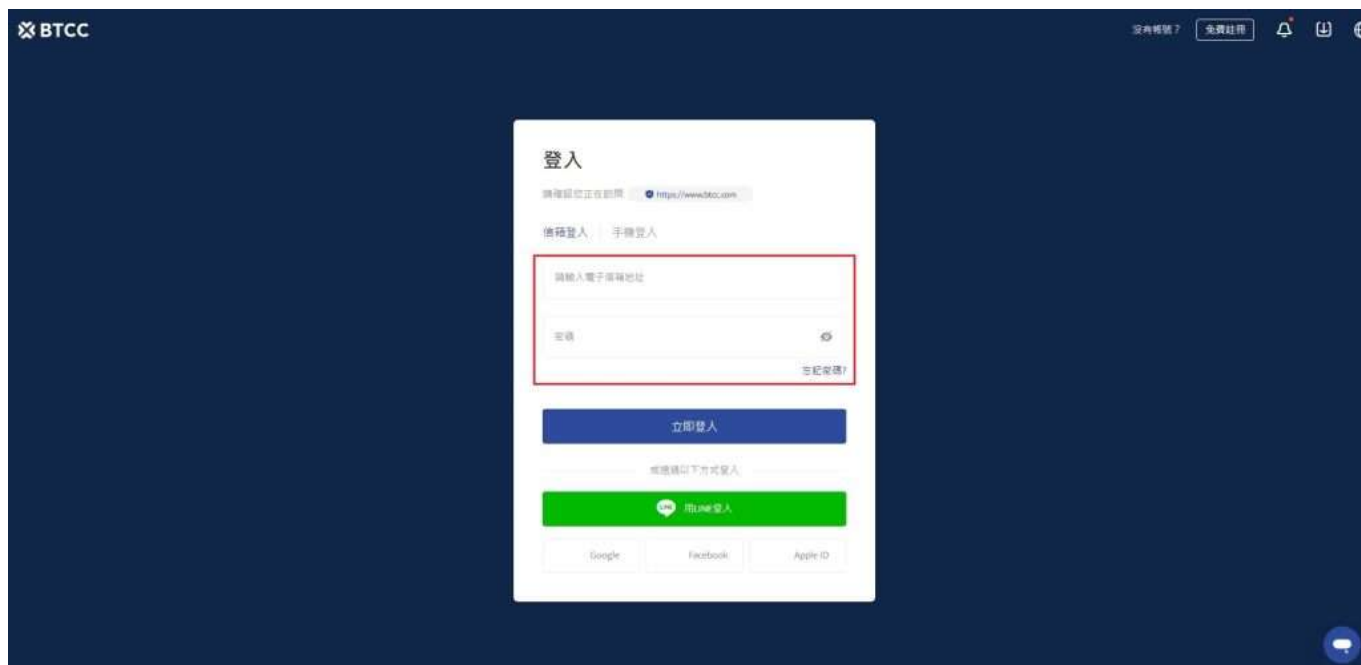 BTCC
沒有帳號？ 免費註冊
登入
請確認您正在訪問 https://www.btcc.com
信箱登入 手機登入
請輸入電子信箱地址
密碼
忘記密碼?
立即登入
或透過以下方式登入
LINE 用LINE登入
Google Facebook Apple ID